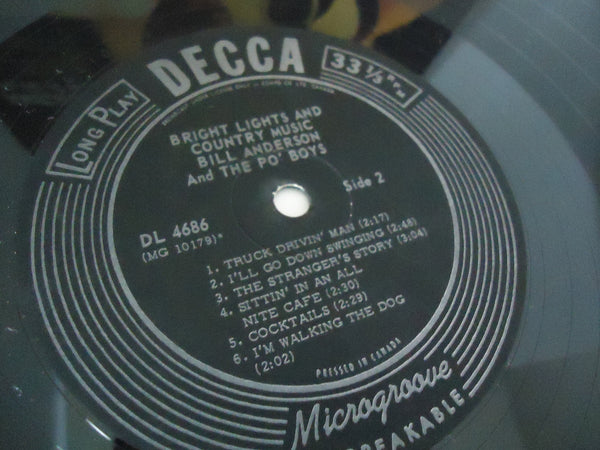 DECCA
LONG PLAY
33⅓ R.P.M.
BRIGHT LIGHTS AND
COUNTRY MUSIC
BILL ANDERSON
And THE PO' BOYS
Side 2
DL 4686
(MG 10179)*
1. TRUCK DRIVIN' MAN (2:17)
2. I'LL GO DOWN SWINGING (2:48)
3. THE STRANGER'S STORY (3:04)
4. SITTIN' IN AN ALL
NITE CAFE (2:30)
5. COCKTAILS (2:29)
6. I'M WALKING THE DOG
(2:02)
PRESSED IN CANADA
Microgroove